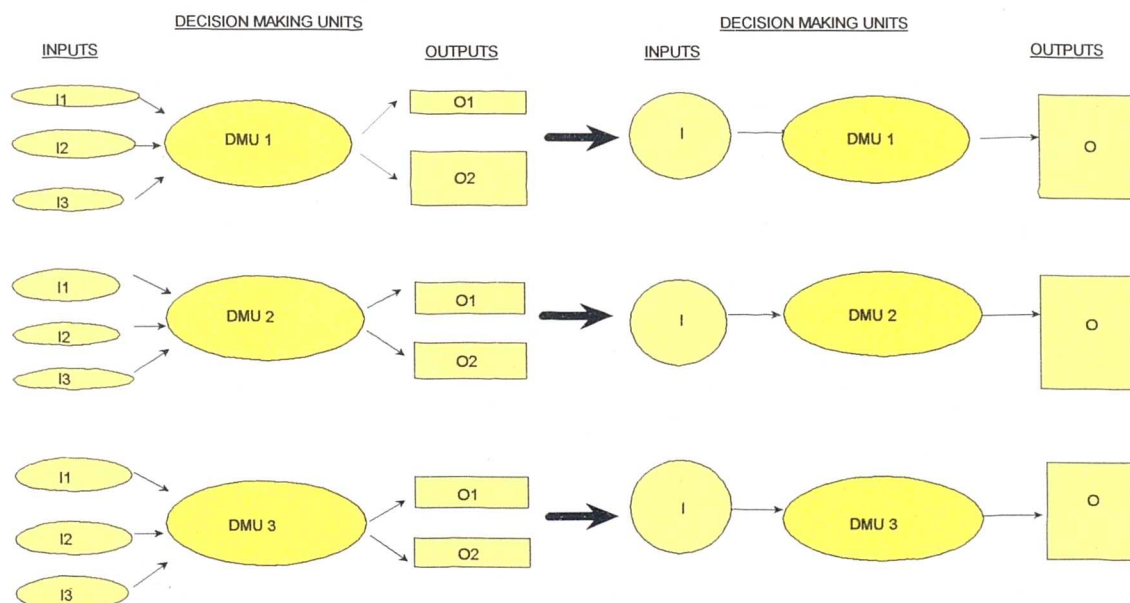 DECISION MAKING UNITS
INPUTS
OUTPUTS
I1
I2
I3
DMU 1
O1
O2
I1
I2
I3
DMU 2
O1
O2
I1
I2
I3
DMU 3
O1
O2
DECISION MAKING UNITS
INPUTS
OUTPUTS
I
DMU 1
O
I
DMU 2
O
I
DMU 3
O